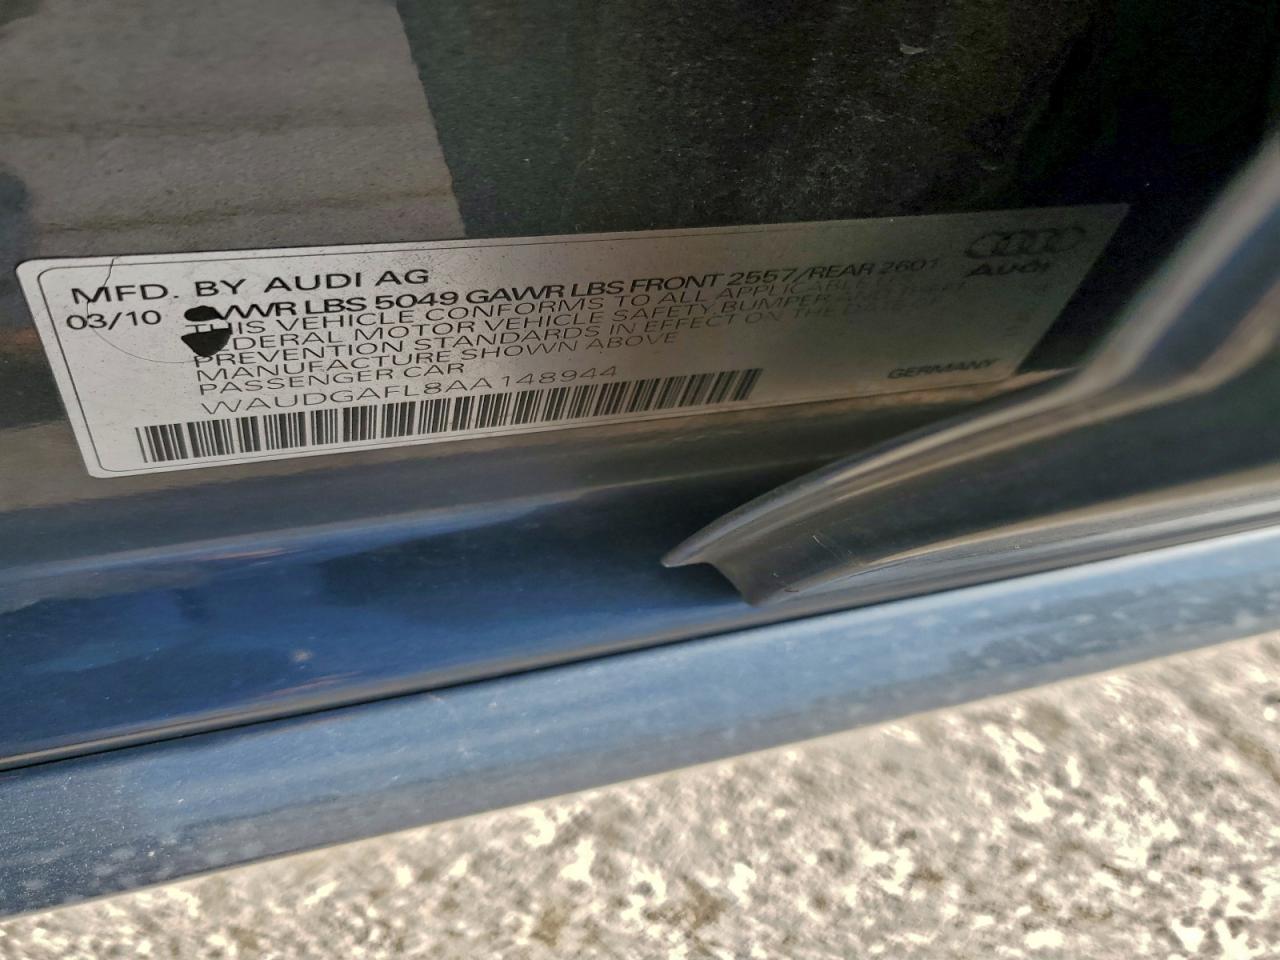 MFD. BY AUDI AG
03/10 GVWR LBS 5049 GAWR LBS FRONT 2557/REAR 2601
THIS VEHICLE CONFORMS TO ALL APPLICABLE
FEDERAL MOTOR VEHICLE SAFETY, BUMPER AND THEFT
PREVENTION STANDARDS IN EFFECT ON THE DATE OF
MANUFACTURE SHOWN ABOVE
PASSENGER CAR
WAUDGAFL8AA148944
GERMANY
Audi